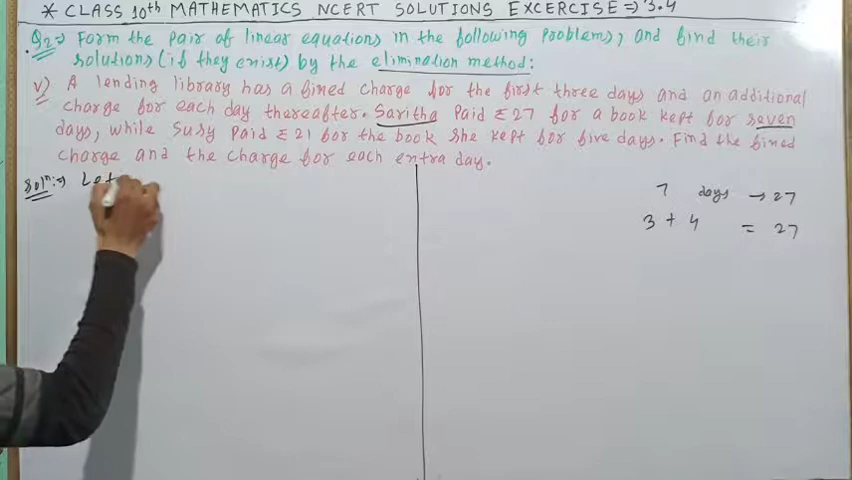 * CLASS 10th MATHEMATICS NCERT SOLUTIONS EXCERCISE ⇒ 3.4
Q2⇒ Form the pair of linear equations in the following problems, and find their
solutions (if they exist) by the elimination method:
v) A lending library has a fixed charge for the first three days and an additional
charge for each day thereafter. Saritha paid ₹27 for a book kept for seven
days, while Susy paid ₹21 for the book she kept for five days. Find the fixed
charge and the charge for each extra day.
Solⁿ:⇒ Let
7 days → 27
3 + 4 = 27